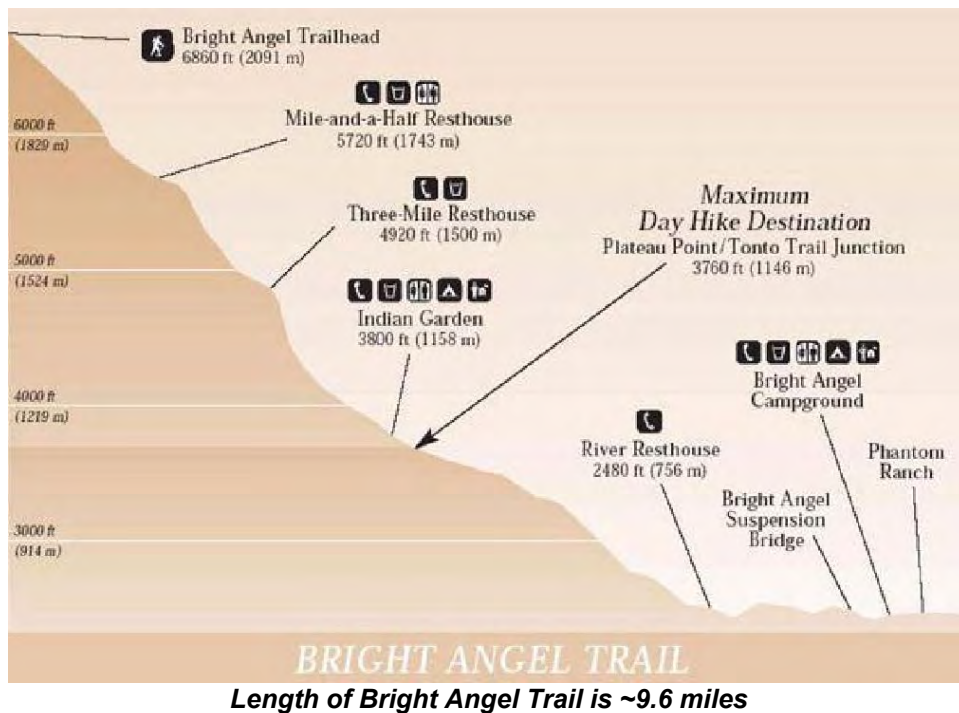 Bright Angel Trailhead
6860 ft (2091 m)
Mile-and-a-Half Resthouse
5720 ft (1743 m)
6000 ft
(1829 m)
Three-Mile Resthouse
4920 ft (1500 m)
Maximum
Day Hike Destination
Plateau Point/Tonto Trail Junction
3760 ft (1146 m)
5000 ft
(1524 m)
Indian Garden
3800 ft (1158 m)
Bright Angel
Campground
4000 ft
(1219 m)
River Resthouse
2480 ft (756 m)
Phantom
Ranch
Bright Angel
Suspension
Bridge
3000 ft
(914 m)
BRIGHT ANGEL TRAIL
Length of Bright Angel Trail is ~9.6 miles